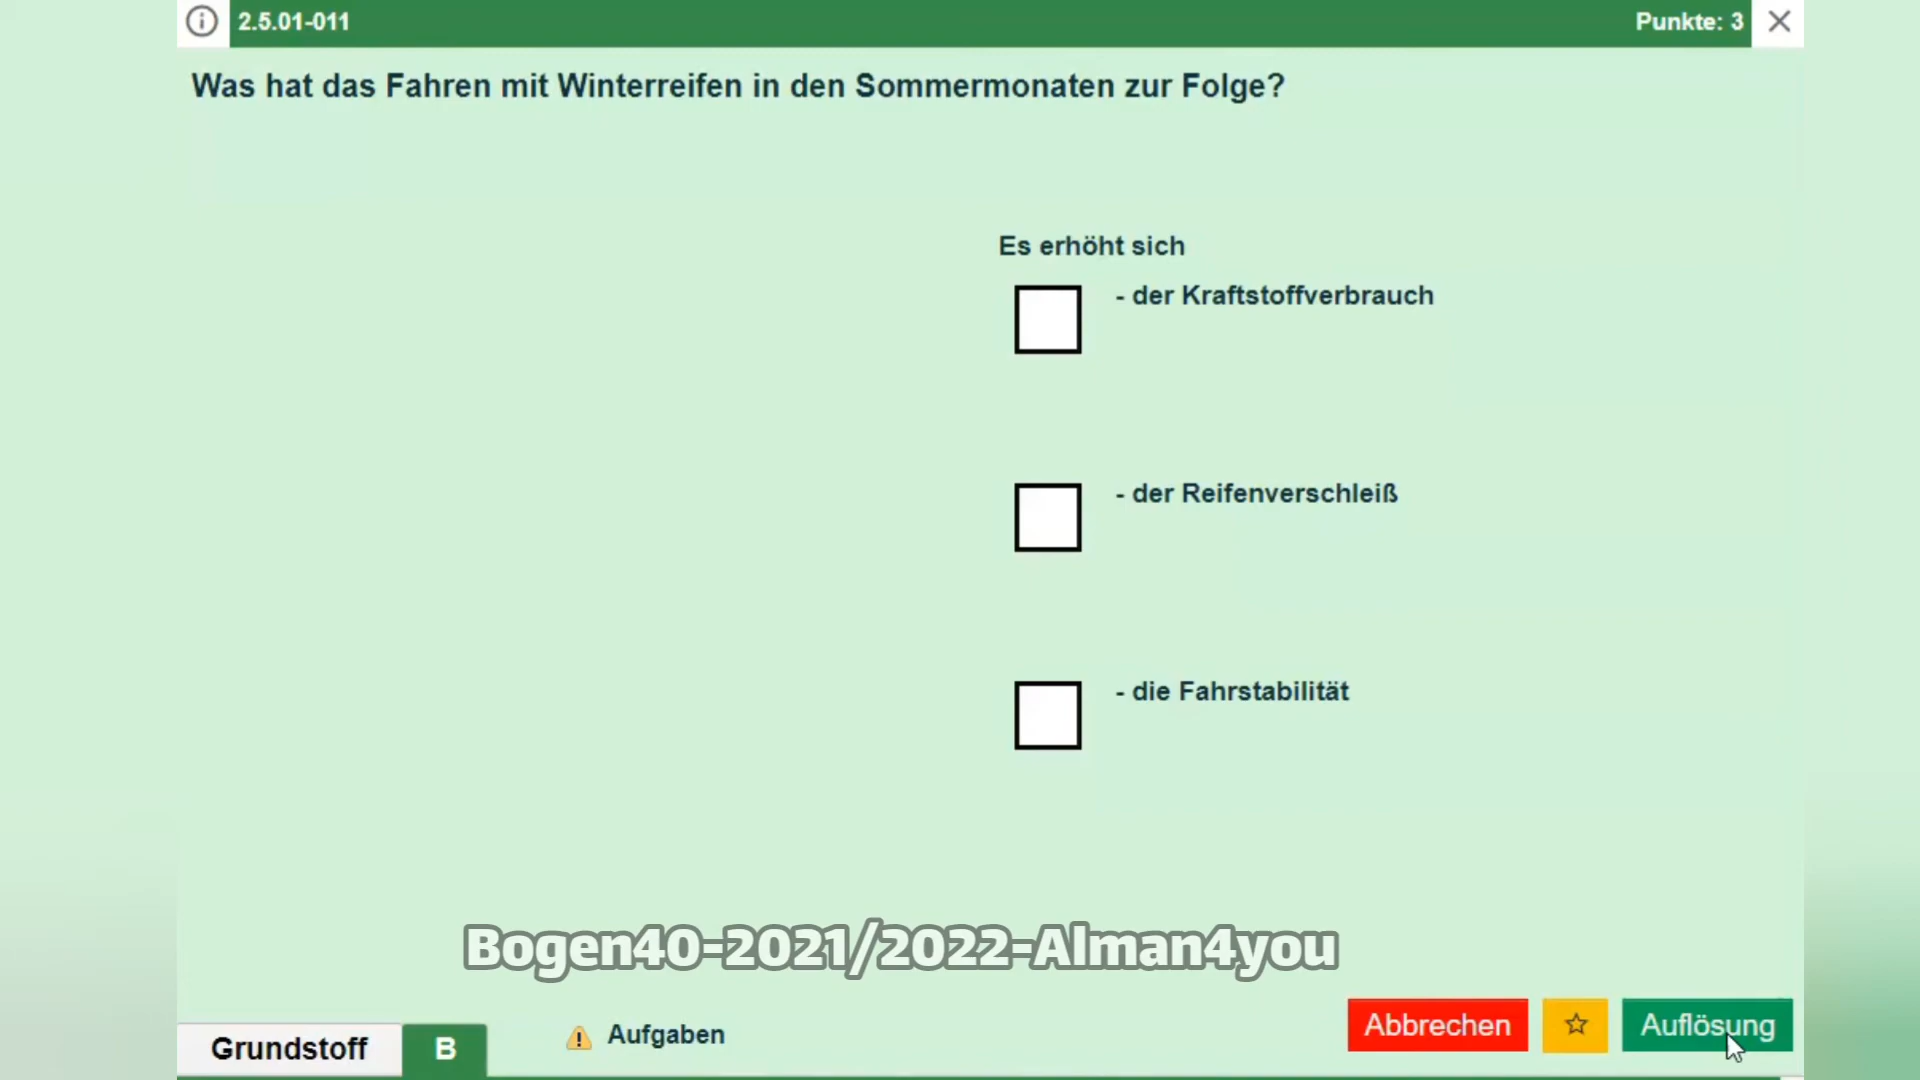 2.5.01-011
Punkte: 3
Was hat das Fahren mit Winterreifen in den Sommermonaten zur Folge?
Es erhöht sich
- der Kraftstoffverbrauch
- der Reifenverschleiß
- die Fahrstabilität
Bogen40-2021/2022-Alman4you
Abbrechen
Auflösung
Grundstoff
B
Aufgaben